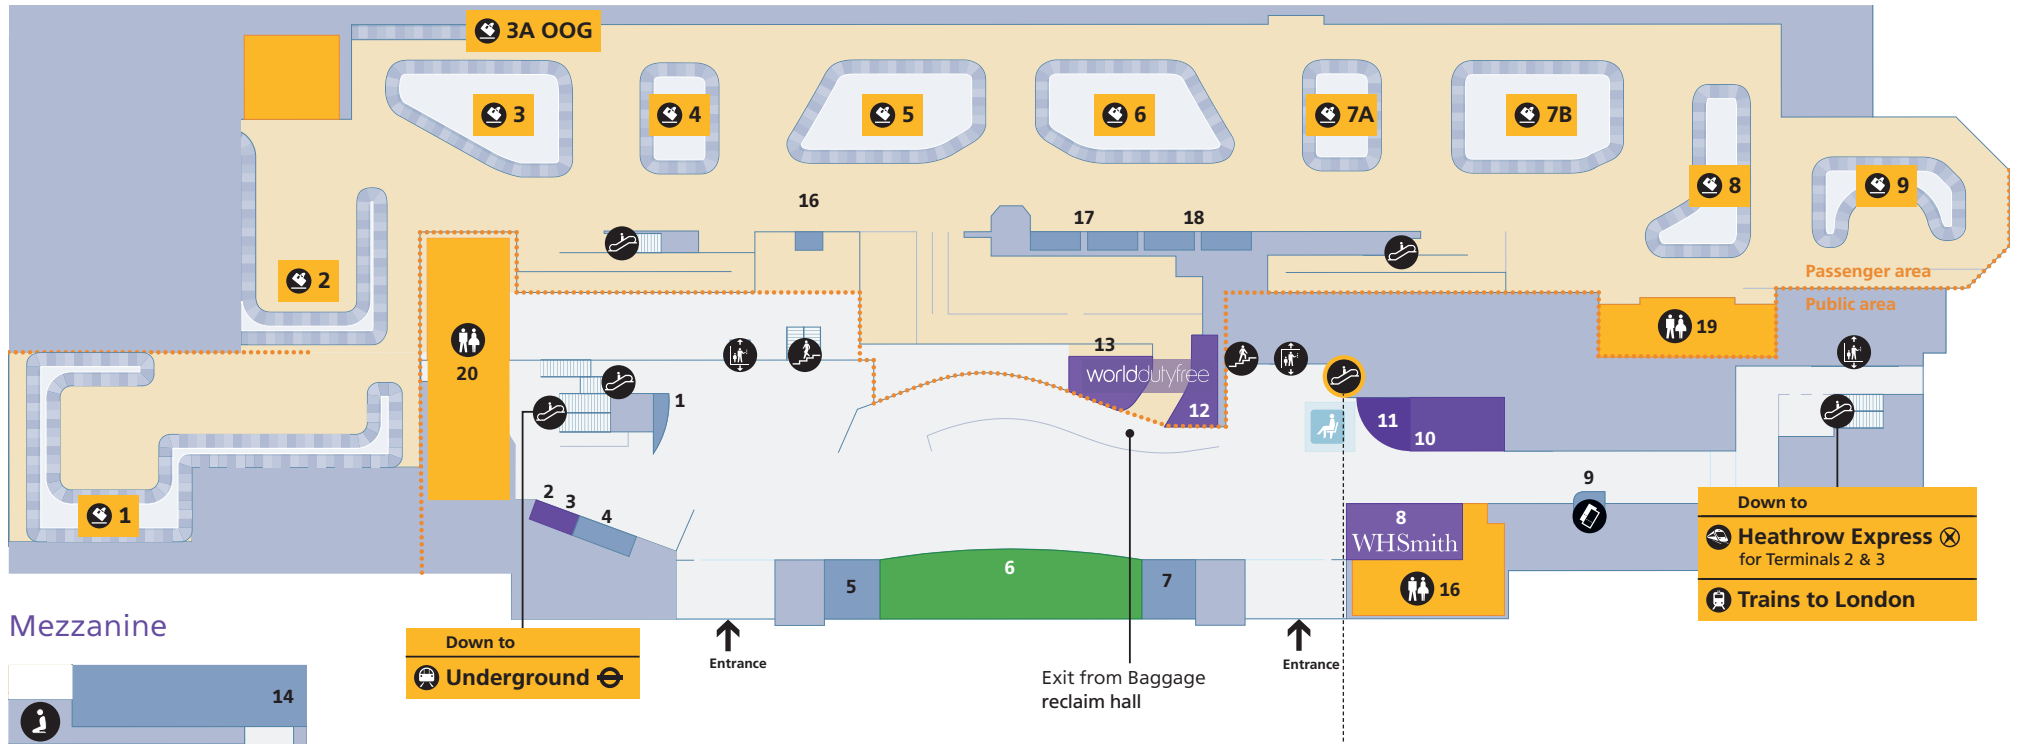 3A OOG
3
4
5
6
7A
7B
8
9
16
17
18
2
Passenger area
Public area
19
13
worlddutyfree
20
1
12
11
10
2
3
4
9
1
8
WHSmith
Down to
Heathrow Express
for Terminals 2 & 3
Trains to London
6
5
7
16
Mezzanine
Down to
Underground
Entrance
Entrance
Exit from Baggage
reclaim hall
14